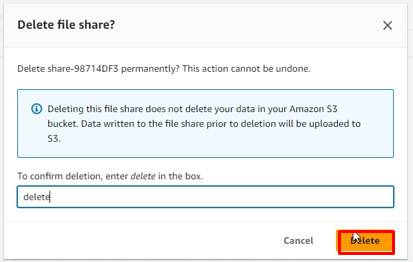 Delete file share?
Delete share-98714DF3 permanently? This action cannot be undone.
Deleting this file share does not delete your data in your Amazon S3
bucket. Data written to the file share prior to deletion will be uploaded to
S3.
To confirm deletion, enter delete in the box.
delete
Cancel Delete